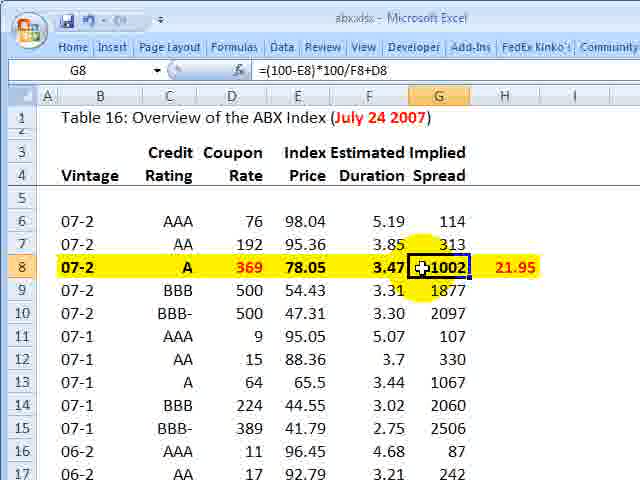 abx.xlsx - Microsoft Excel
Home Insert Page Layout Formulas Data Review View Developer Add-Ins FedEx Kinko's Community
G8 fx =(100-E8)*100/F8+D8
A B C D E F G H I
1 Table 16: Overview of the ABX Index (July 24 2007)
2
3 Credit Coupon Index Estimated Implied
4 Vintage Rating Rate Price Duration Spread
5
6 07-2 AAA 76 98.04 5.19 114
7 07-2 AA 192 95.36 3.85 313
8 07-2 A 369 78.05 3.47 1002 21.95
9 07-2 BBB 500 54.43 3.31 1877
10 07-2 BBB- 500 47.31 3.30 2097
11 07-1 AAA 9 95.05 5.07 107
12 07-1 AA 15 88.36 3.7 330
13 07-1 A 64 65.5 3.44 1067
14 07-1 BBB 224 44.55 3.02 2060
15 07-1 BBB- 389 41.79 2.75 2506
16 06-2 AAA 11 96.45 4.68 87
17 06-2 AA 17 92.79 3.21 242